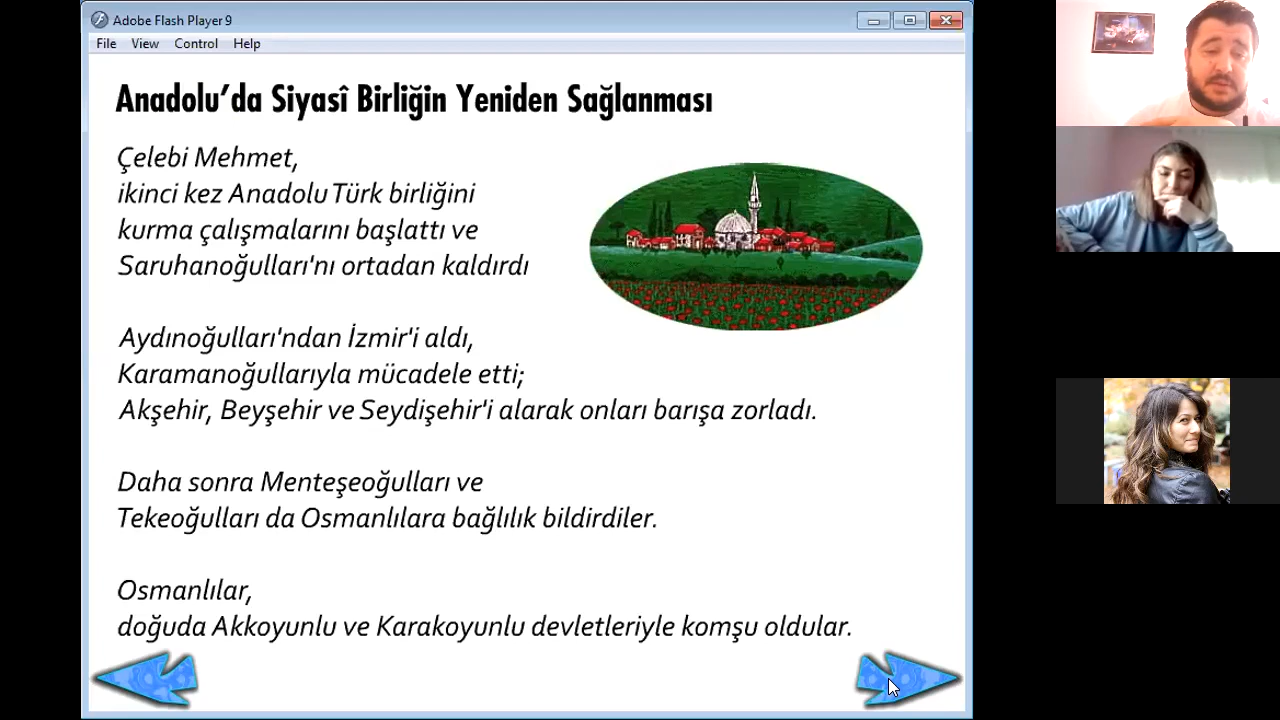 Adobe Flash Player 9
File View Control Help
Anadolu'da Siyasî Birliğin Yeniden Sağlanması
Çelebi Mehmet,
ikinci kez Anadolu Türk birliğini
kurma çalışmalarını başlattı ve
Saruhanoğulları'nı ortadan kaldırdı
Aydınoğulları'ndan İzmir'i aldı,
Karamanoğullarıyla mücadele etti;
Akşehir, Beyşehir ve Seydişehir'i alarak onları barışa zorladı.
Daha sonra Menteşeoğulları ve
Tekeoğulları da Osmanlılara bağlılık bildirdiler.
Osmanlılar,
doğuda Akkoyunlu ve Karakoyunlu devletleriyle komşu oldular.